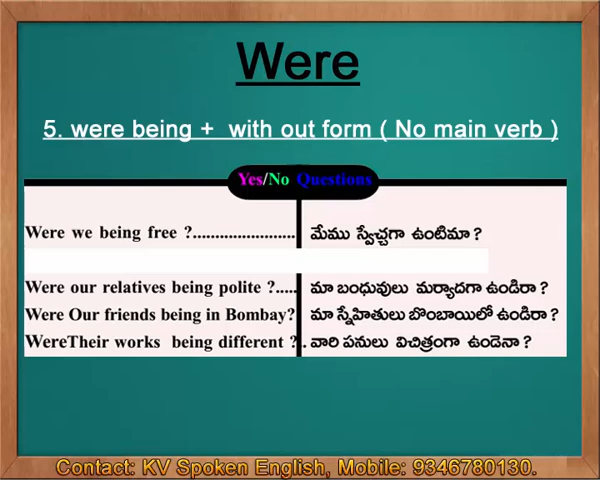 Were
5. were being + with out form ( No main verb )
Yes/No Questions
Were we being free ?....................... మేము స్వేచ్చగా ఉంటిమా ?
Were our relatives being polite ?..... మా బంధువులు మర్యాదగా ఉండిరా ?
Were Our friends being in Bombay? మా స్నేహితులు బొంబాయిలో ఉండిరా ?
WereTheir works being different ?.. వారి పనులు విచిత్రంగా ఉండెనా ?
Contact: KV Spoken English, Mobile: 9346780130.